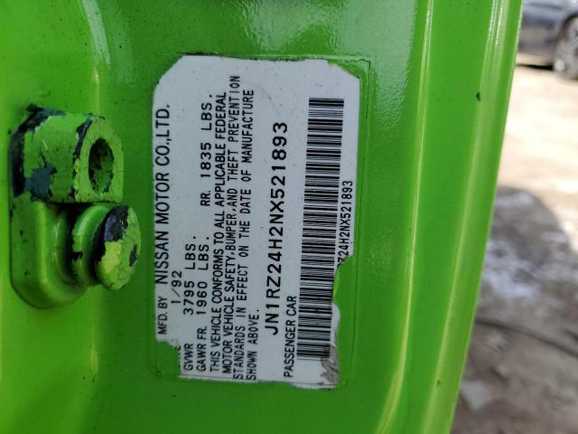 MFD. BY NISSAN MOTOR CO.,LTD.
1/92
GVWR 3795 LBS.
GAWR FR. 1960 LBS. RR. 1835 LBS.
THIS VEHICLE CONFORMS TO ALL APPLICABLE FEDERAL
MOTOR VEHICLE SAFETY, BUMPER, AND THEFT PREVENTION
STANDARDS IN EFFECT ON THE DATE OF MANUFACTURE
SHOWN ABOVE.
JN1RZ24H2NX521893
PASSENGER CAR
RZ24H2NX521893